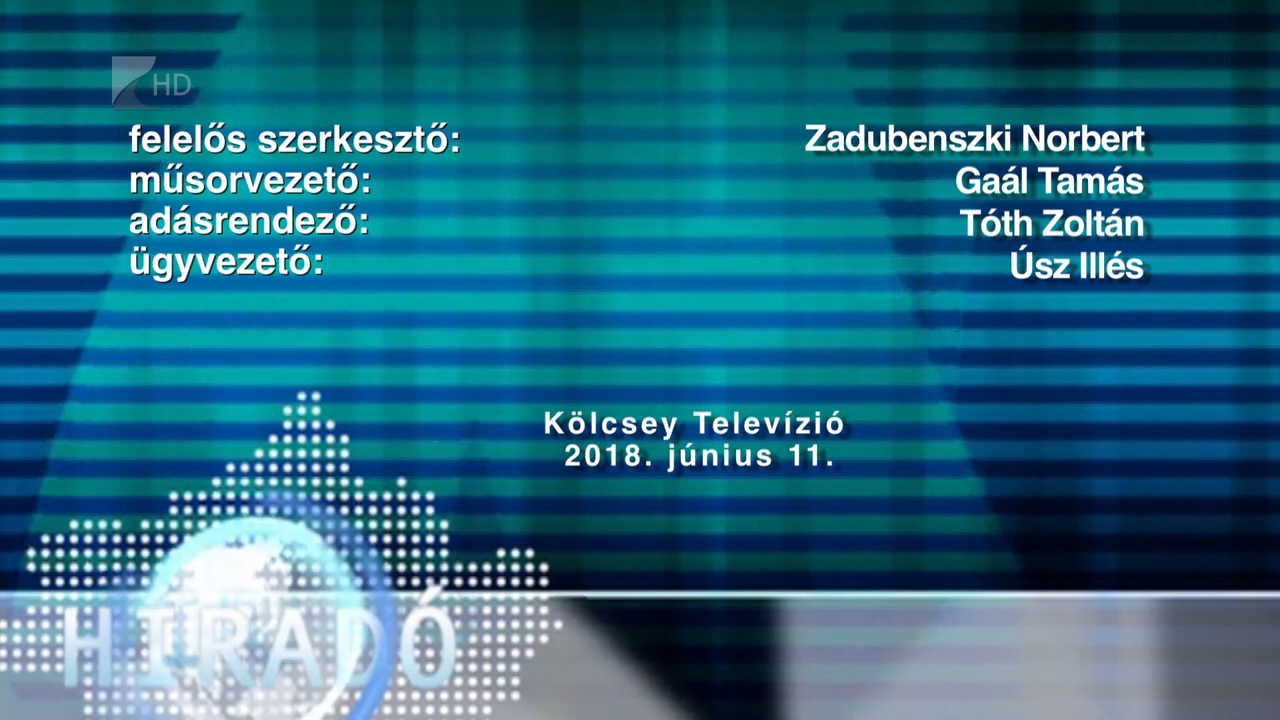 HD
felelős szerkesztő: Zadubenszki Norbert
műsorvezető: Gaál Tamás
adásrendező: Tóth Zoltán
ügyvezető: Úsz Illés
Kölcsey Televízió
2018. június 11.
HÍRADÓ